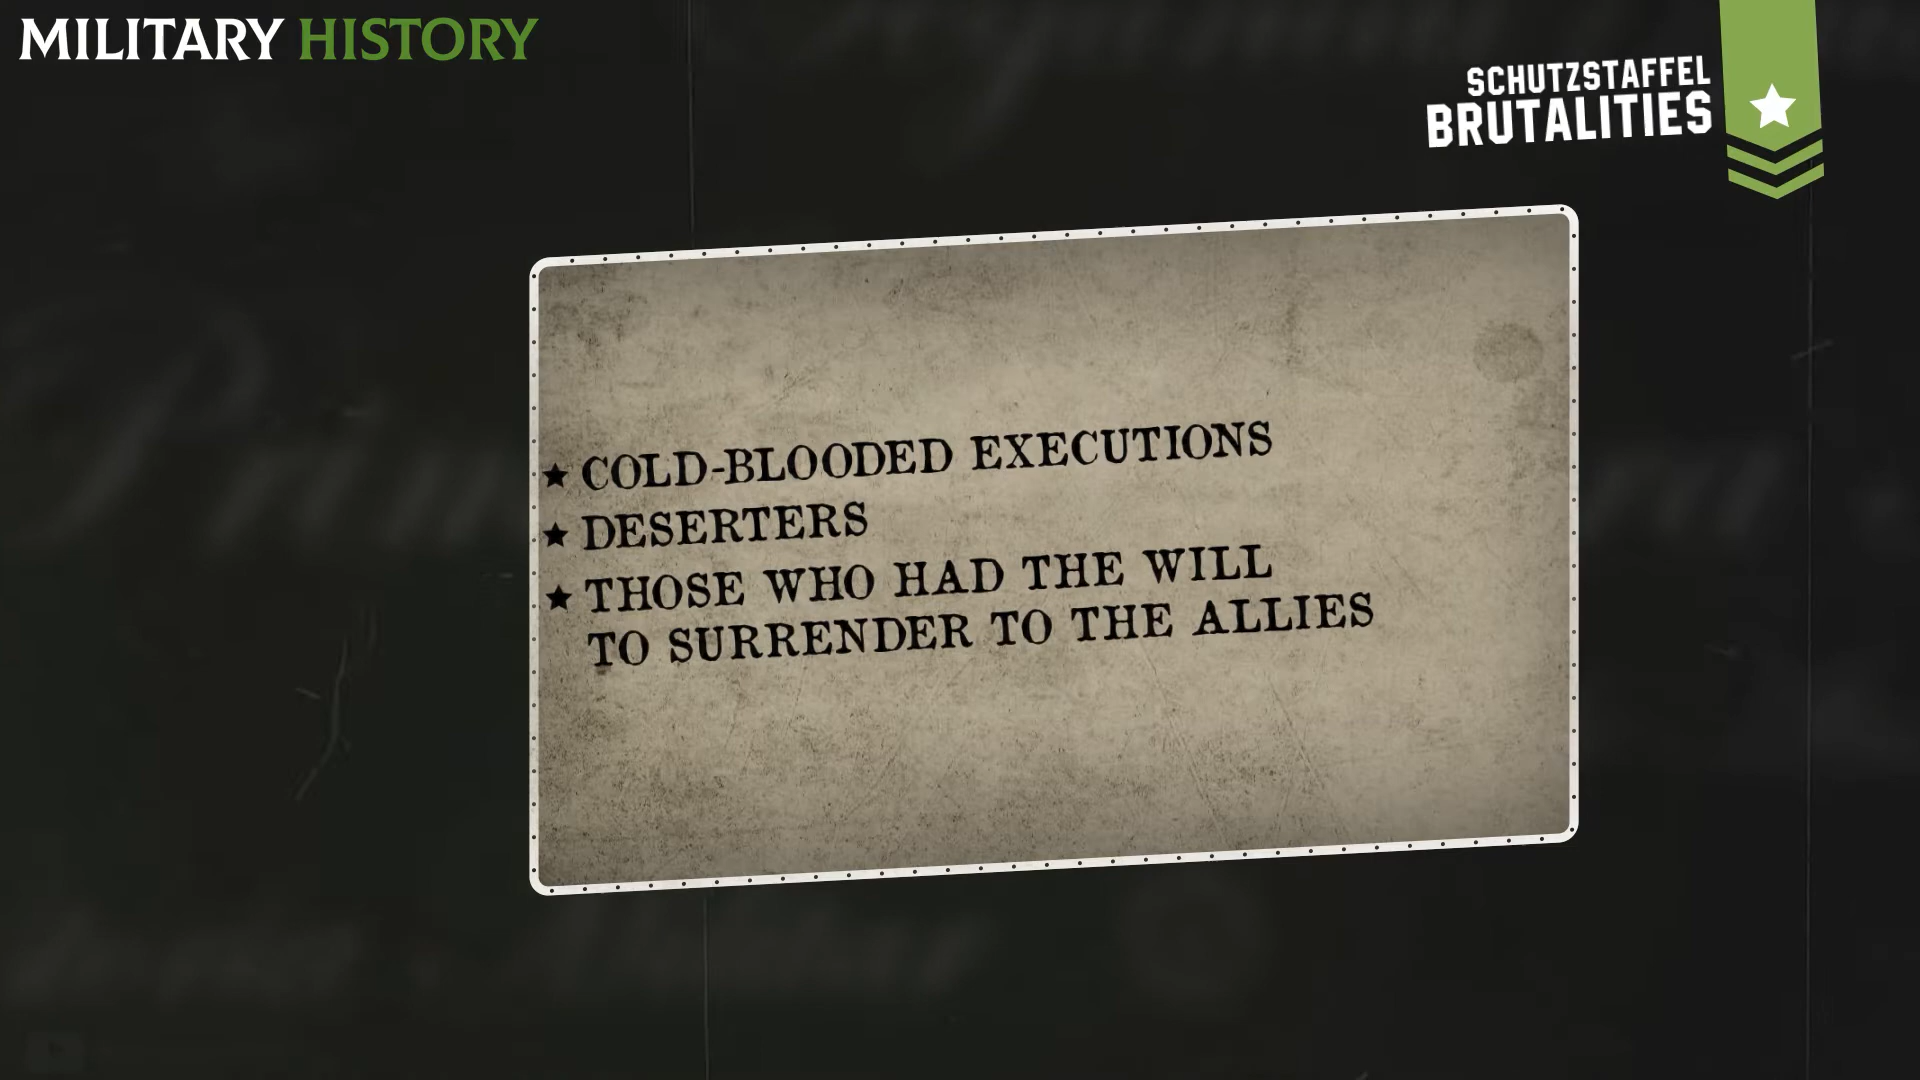 MILITARY HISTORY
SCHUTZSTAFFEL
BRUTALITIES
★ COLD-BLOODED EXECUTIONS
★ DESERTERS
★ THOSE WHO HAD THE WILL
TO SURRENDER TO THE ALLIES